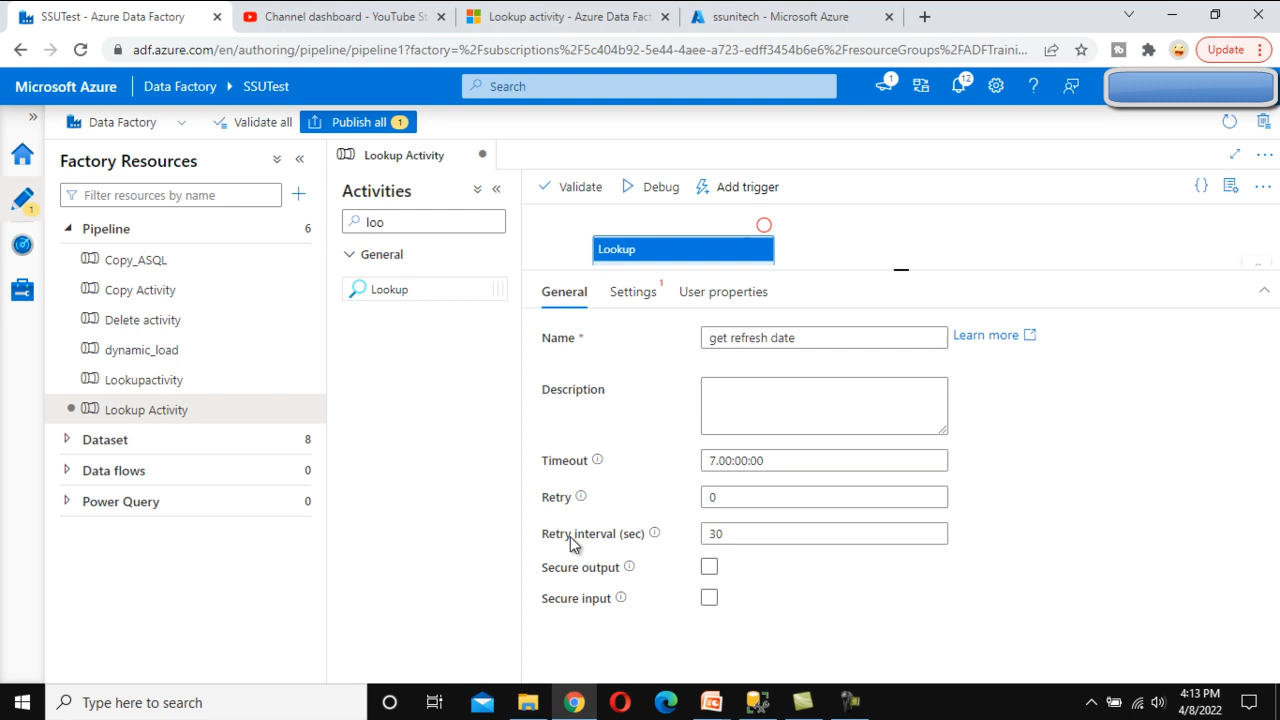 SSUTest - Azure Data Factory
Channel dashboard - YouTube S
Lookup activity - Azure Data Fact
ssunitech - Microsoft Azure
adf.azure.com/en/authoring/pipeline/pipeline1?factory=%2Fsubscriptions%2F5c404b92-5e44-4aee-a723-edff3454b6e6%2FresourceGroups%2FADFTraini...
Update
Microsoft Azure
Data Factory
SSUTest
Search
1
12
Data Factory
Validate all
Publish all
1
Factory Resources
Filter resources by name
Pipeline
6
Copy_ASQL
Copy Activity
Delete activity
dynamic_load
Lookupactivity
Lookup Activity
Dataset
8
Data flows
0
Power Query
0
1
Lookup Activity
Activities
loo
General
Lookup
Validate
Debug
Add trigger
Lookup
General
Settings 1
User properties
Name *
get refresh date
Learn more
Description
Timeout
7.00:00:00
Retry
0
Retry interval (sec)
30
Secure output
Secure input
Type here to search
4:13 PM
4/8/2022